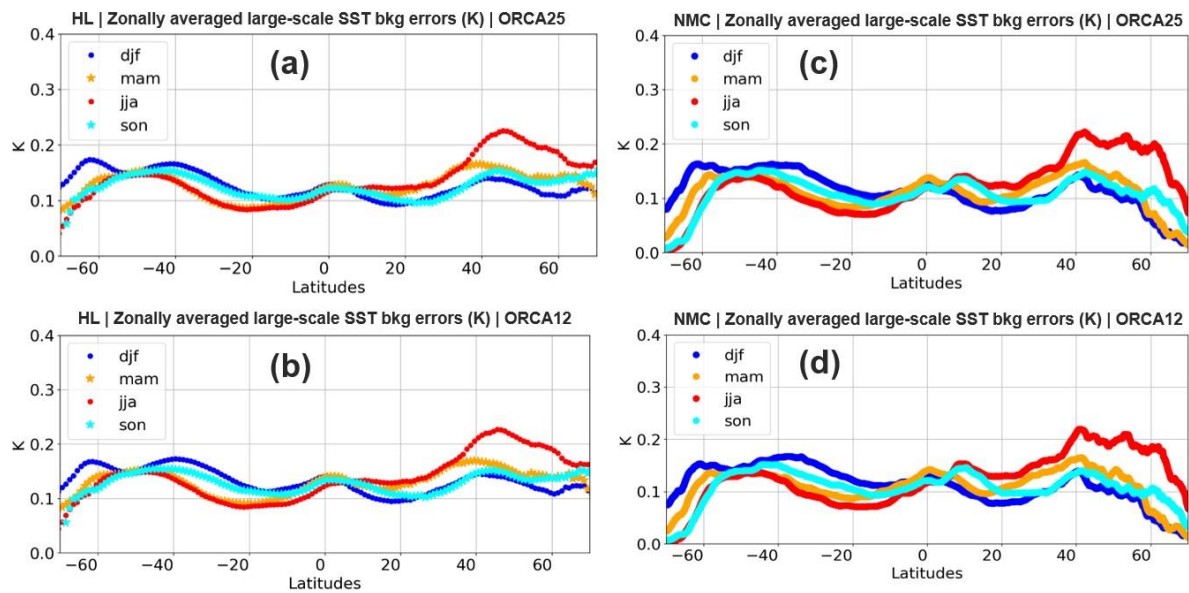 HL | Zonally averaged large-scale SST bkg errors (K) | ORCA25
0.4
0.3
0.2
0.1
0.0
K
djf
mam
jja
son
(a)
−60
−40
−20
0
20
40
60
Latitudes
NMC | Zonally averaged large-scale SST bkg errors (K) | ORCA25
0.4
0.3
0.2
0.1
0.0
K
djf
mam
jja
son
(c)
−60
−40
−20
0
20
40
60
Latitudes
HL | Zonally averaged large-scale SST bkg errors (K) | ORCA12
0.4
0.3
0.2
0.1
0.0
K
djf
mam
jja
son
(b)
−60
−40
−20
0
20
40
60
Latitudes
NMC | Zonally averaged large-scale SST bkg errors (K) | ORCA12
0.4
0.3
0.2
0.1
0.0
K
djf
mam
jja
son
(d)
−60
−40
−20
0
20
40
60
Latitudes